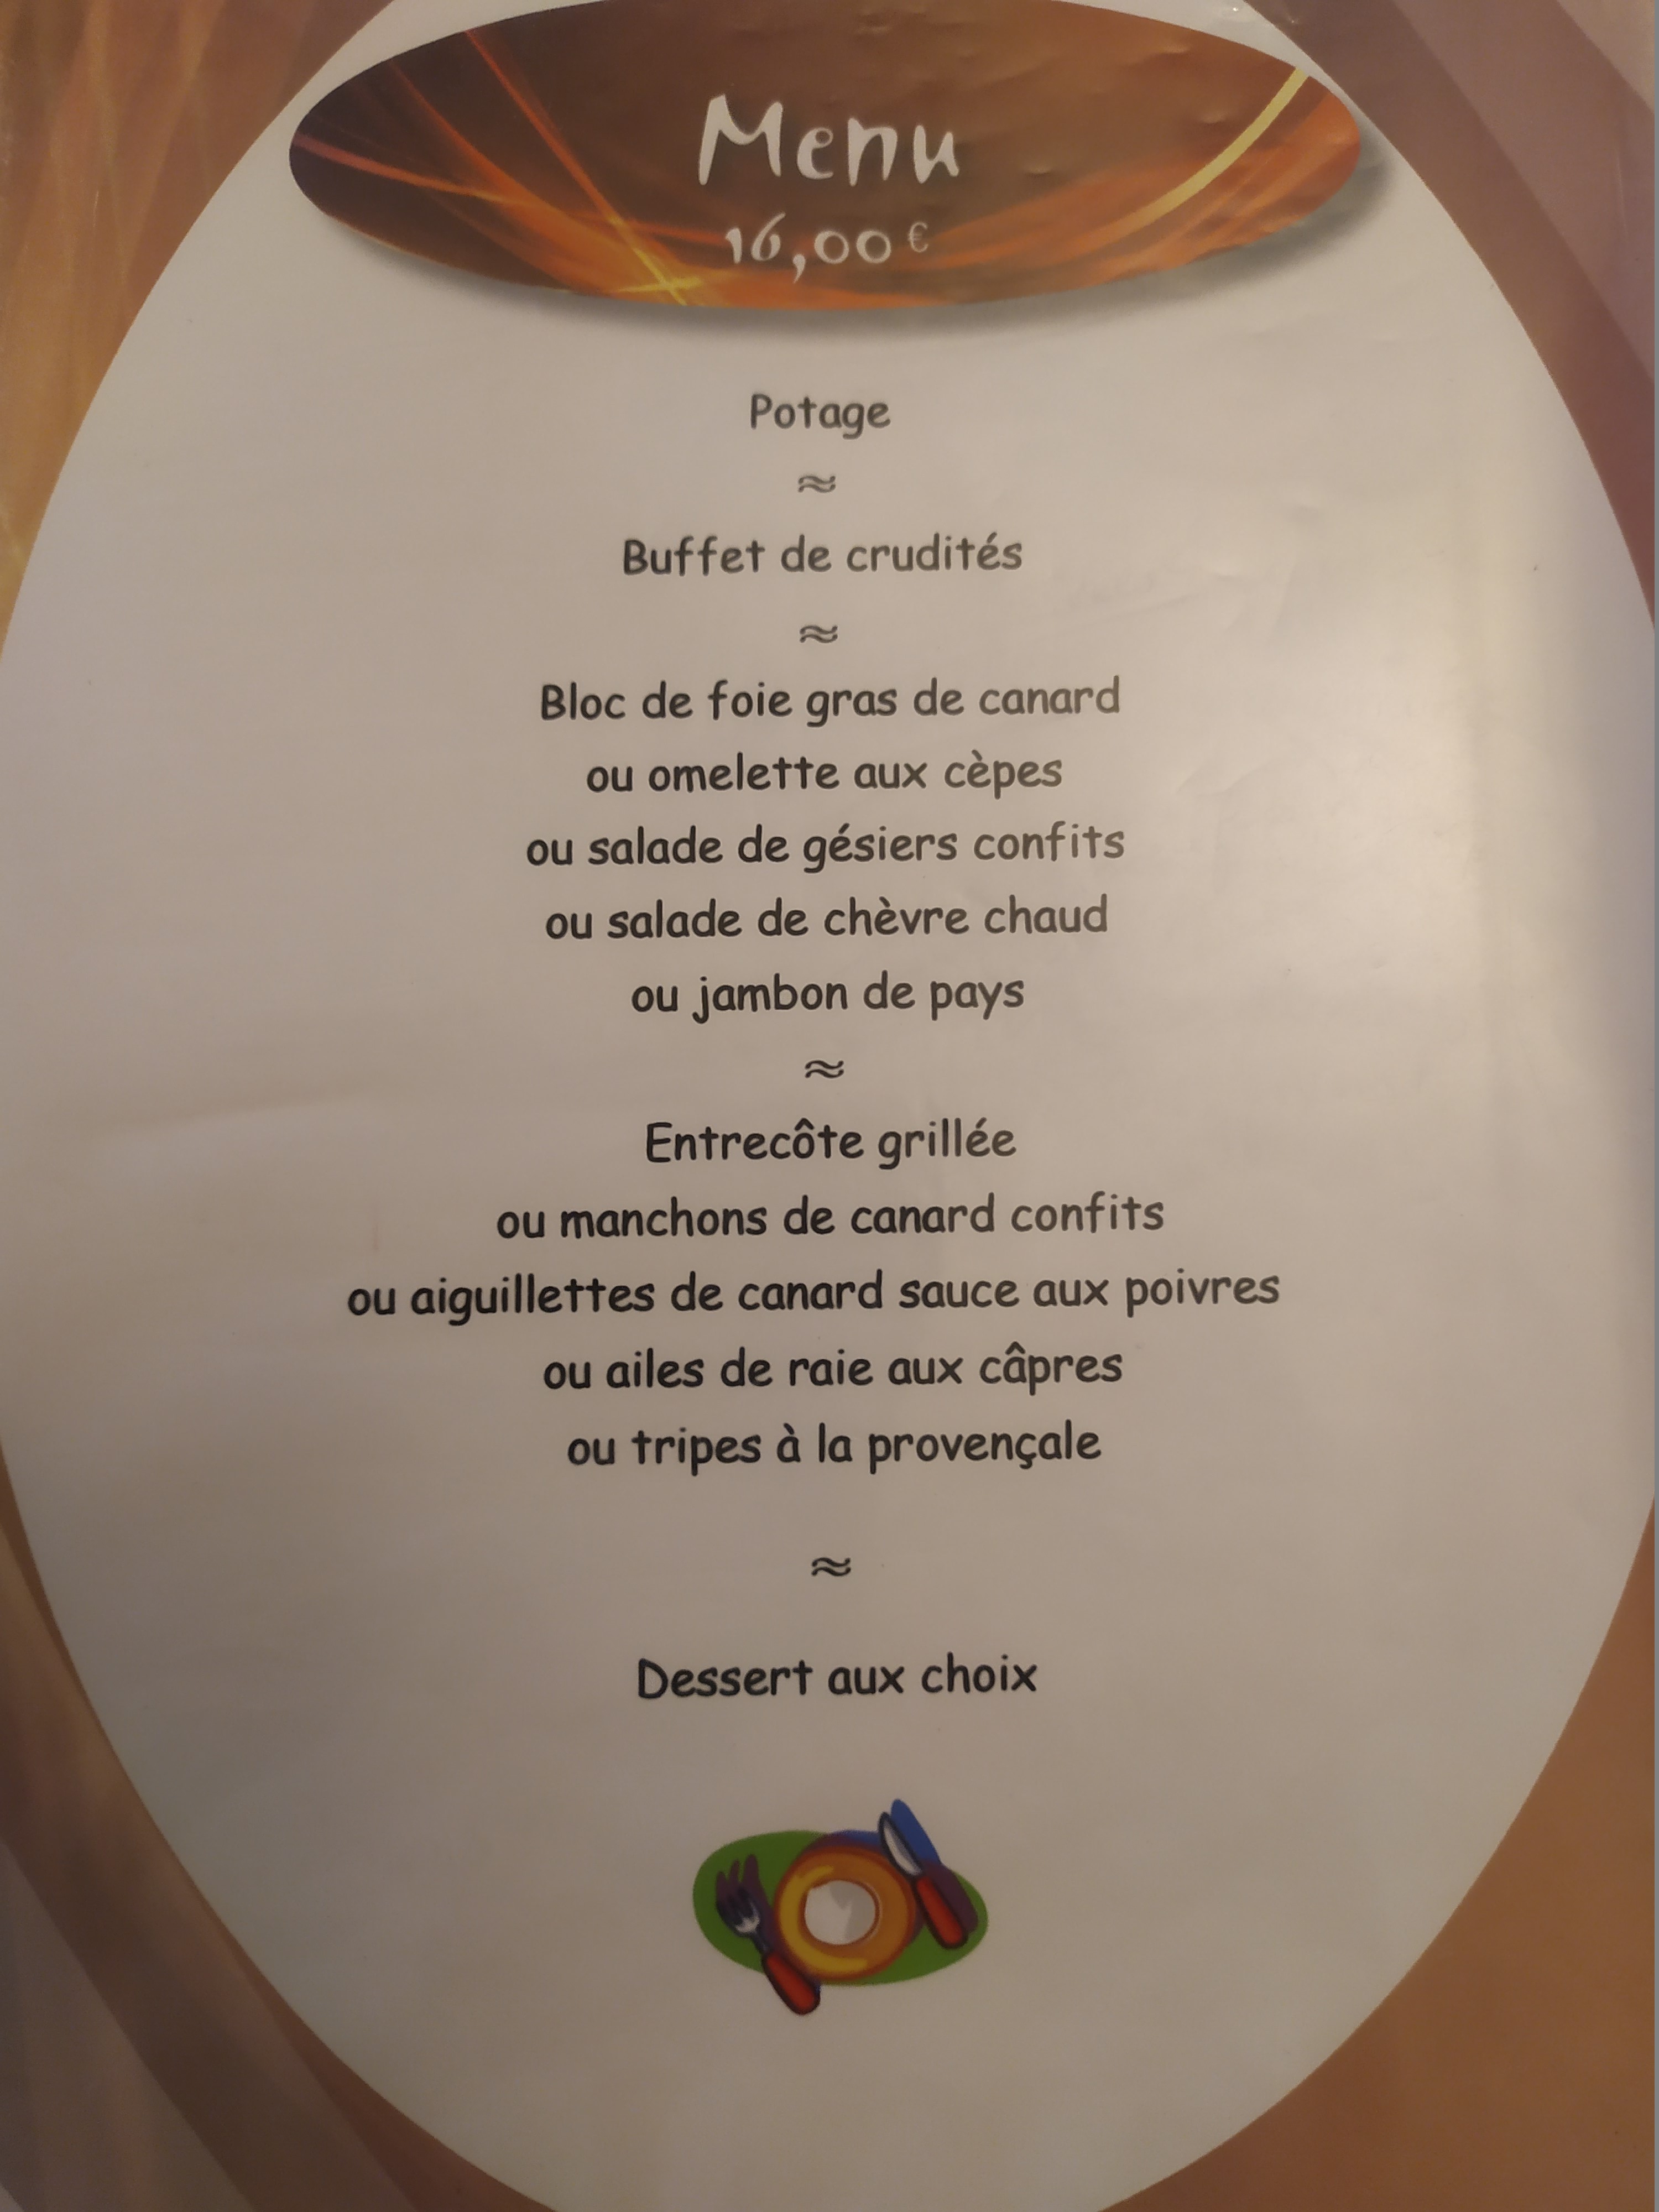 Menu
16,00 €
Potage
≈
Buffet de crudités
≈
Bloc de foie gras de canard
ou omelette aux cèpes
ou salade de gésiers confits
ou salade de chèvre chaud
ou jambon de pays
≈
Entrecôte grillée
ou manchons de canard confits
ou aiguillettes de canard sauce aux poivres
ou ailes de raie aux câpres
ou tripes à la provençale
≈
Dessert aux choix